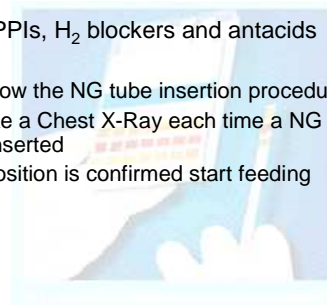 PPIs, H₂ blockers and antacids
ow the NG tube insertion procedu
e a Chest X-Ray each time a NG
nserted
osition is confirmed start feeding